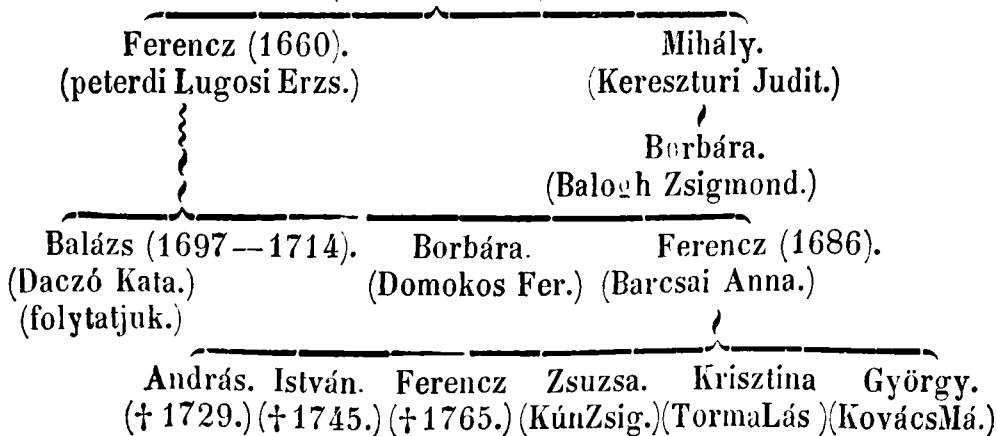 Ferencz (1660). Mihály.
(peterdi Lugosi Erzs.) (Kereszturi Judit.)
Borbára.
(Balogh Zsigmond.)
Balázs (1697—1714). Borbára. Ferencz (1686).
(Daczó Kata.) (Domokos Fer.) (Barcsai Anna.)
(folytatjuk.)
András. István. Ferencz Zsuzsa. Krisztina György.
(† 1729.) († 1745.) († 1765.) (KúnZsig.) (TormaLás ) (KovácsMá.)